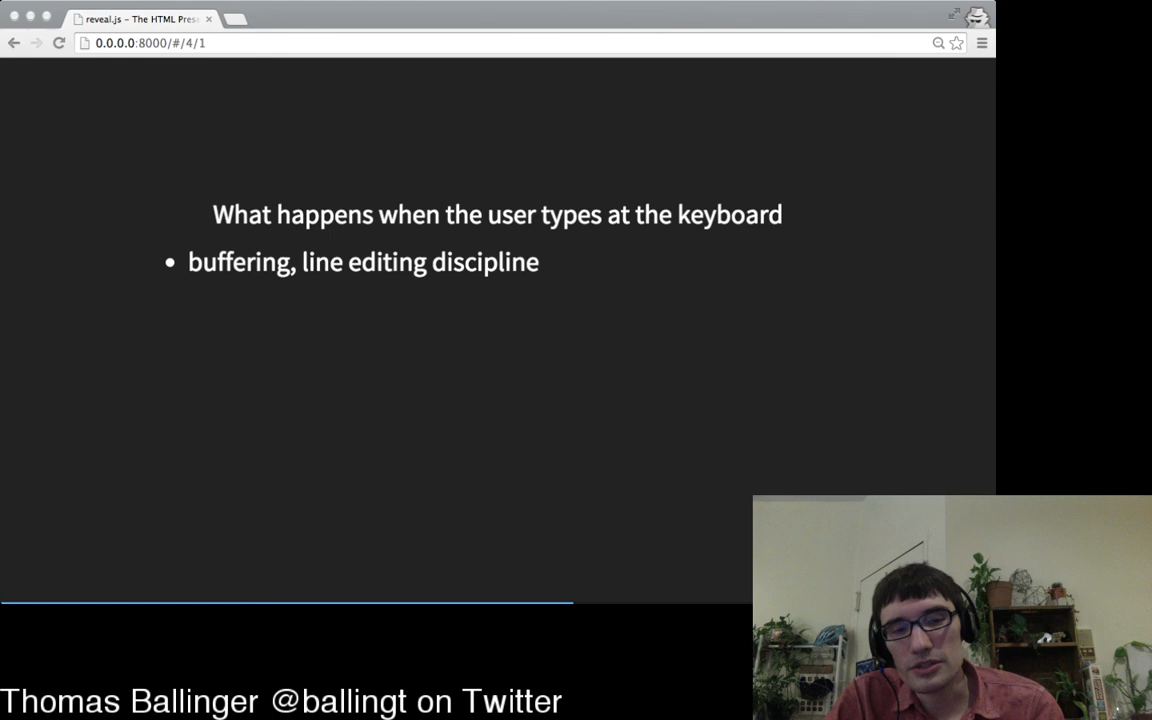 reveal.js – The HTML Pres
0.0.0.0:8000/#/4/1
What happens when the user types at the keyboard
• buffering, line editing discipline
Thomas Ballinger @ballingt on Twitter